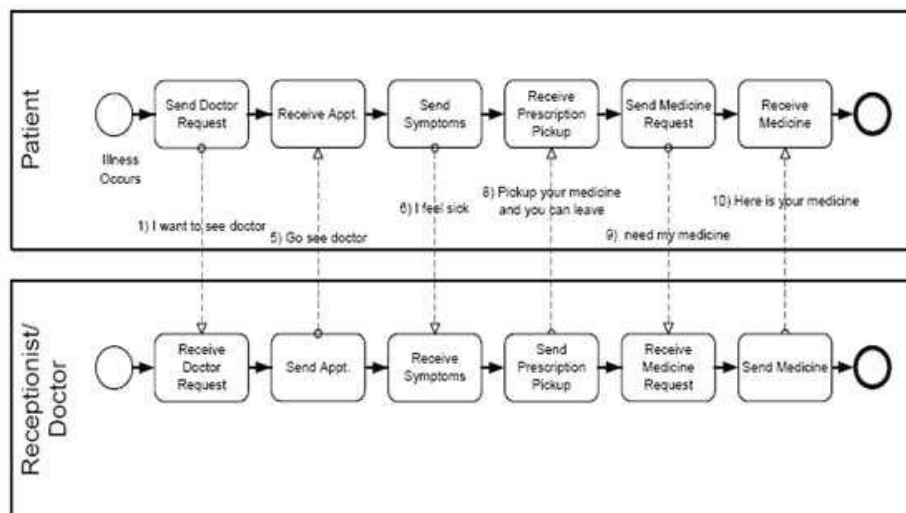 Patient
Send Doctor
Request
Receive Appt.
Send
Symptoms
Receive
Prescription
Pickup
Send Medicine
Request
Receive
Medicine
Illness
Occurs
1) I want to see doctor
5) Go see doctor
6) I feel sick
8) Pickup your medicine
and you can leave
9) need my medicine
10) Here is your medicine
Receptionist/
Doctor
Receive
Doctor
Request
Send Appt.
Receive
Symptoms
Send
Prescription
Pickup
Receive
Medicine
Request
Send Medicine